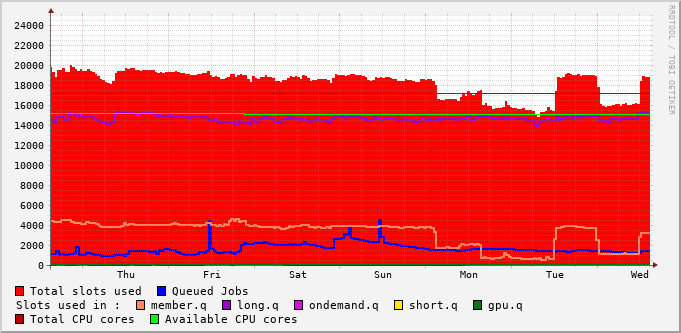 24000
22000
20000
18000
16000
14000
12000
10000
8000
6000
4000
2000
0
Thu Fri Sat Sun Mon Tue Wed
RRDTOOL / TOBI OETIKER
Total slots used Queued Jobs
Slots used in : member.q long.q ondemand.q short.q gpu.q
Total CPU cores Available CPU cores